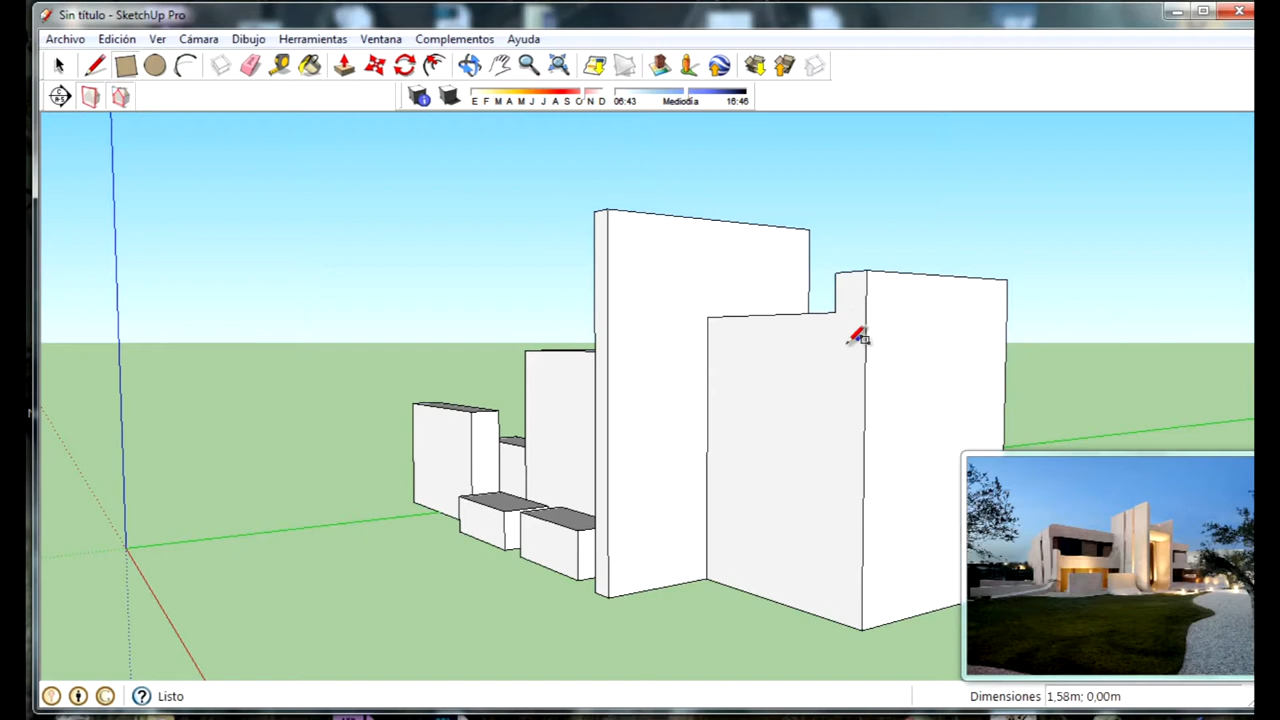 Sin título - SketchUp Pro
Archivo Edición Ver Cámara Dibujo Herramientas Ventana Complementos Ayuda
E F M A M J J A S O N D 06:43 Mediodía 16:46
Listo Dimensiones 1,58m; 0,00m